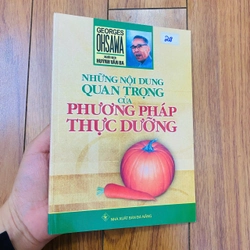 GEORGES
OHSAWA
HUỲNH VĂN BA
NHỮNG NỘI DUNG
QUAN TRỌNG
CỦA
PHƯƠNG PHÁP
THỰC DƯỠNG
NHÀ XUẤT BẢN ĐÀ NẴNG